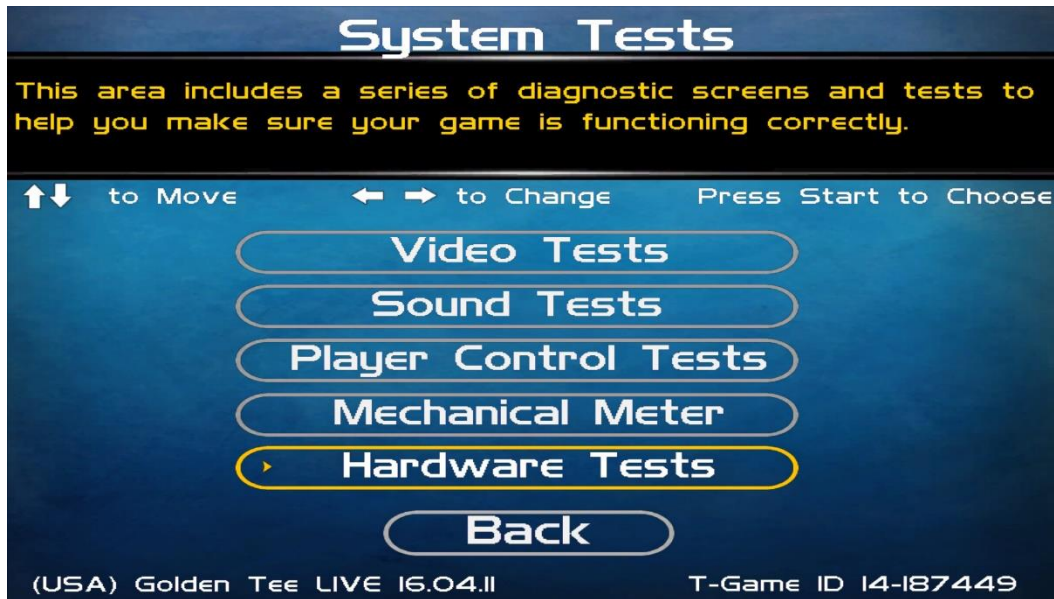 System Tests
This area includes a series of diagnostic screens and tests to
help you make sure your game is functioning correctly.
to Move to Change Press Start to Choose
Video Tests
Sound Tests
Player Control Tests
Mechanical Meter
Hardware Tests
Back
(USA) Golden Tee LIVE 16.04.11 T-Game ID 14-187449